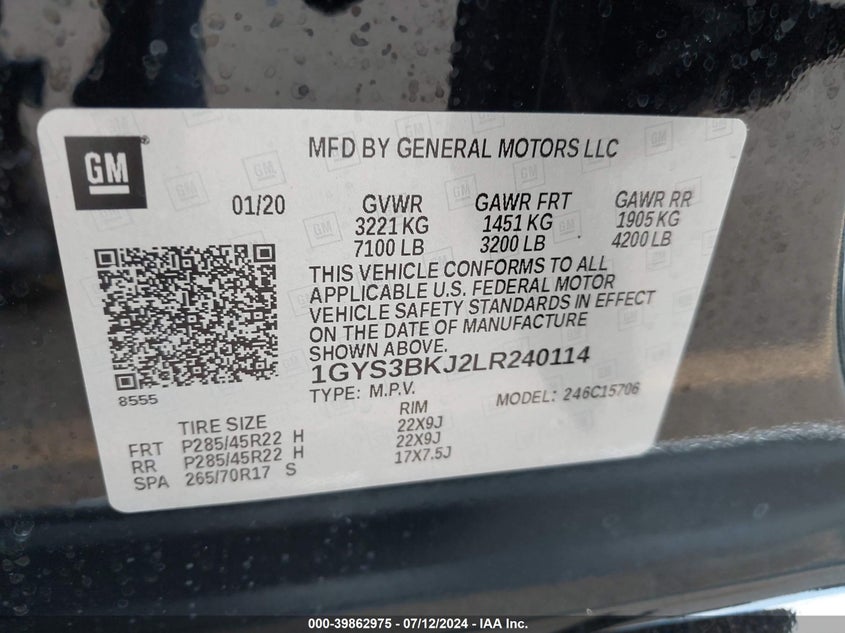 GM
MFD BY GENERAL MOTORS LLC
01/20 GVWR GAWR FRT GAWR RR
3221 KG 1451 KG 1905 KG
7100 LB 3200 LB 4200 LB
THIS VEHICLE CONFORMS TO ALL
APPLICABLE U.S. FEDERAL MOTOR
VEHICLE SAFETY STANDARDS IN EFFECT
ON THE DATE OF MANUFACTURE
SHOWN ABOVE.
1GYS3BKJ2LR240114
8555
TYPE: M.P.V. MODEL: 246C15706
TIRE SIZE RIM
FRT P285/45R22 H 22X9J
RR P285/45R22 H 22X9J
SPA 265/70R17 S 17X7.5J
000-39862975 - 07/12/2024 - IAA Inc.